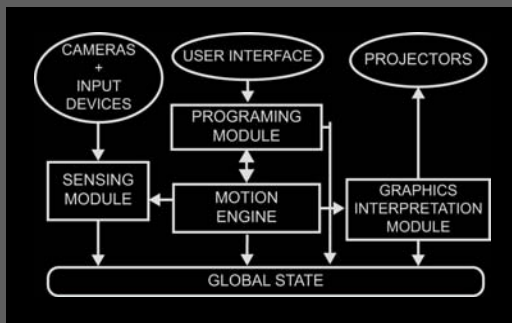 CAMERAS
+
INPUT
DEVICES
USER INTERFACE
PROJECTORS
PROGRAMING
MODULE
SENSING
MODULE
MOTION
ENGINE
GRAPHICS
INTERPRETATION
MODULE
GLOBAL STATE